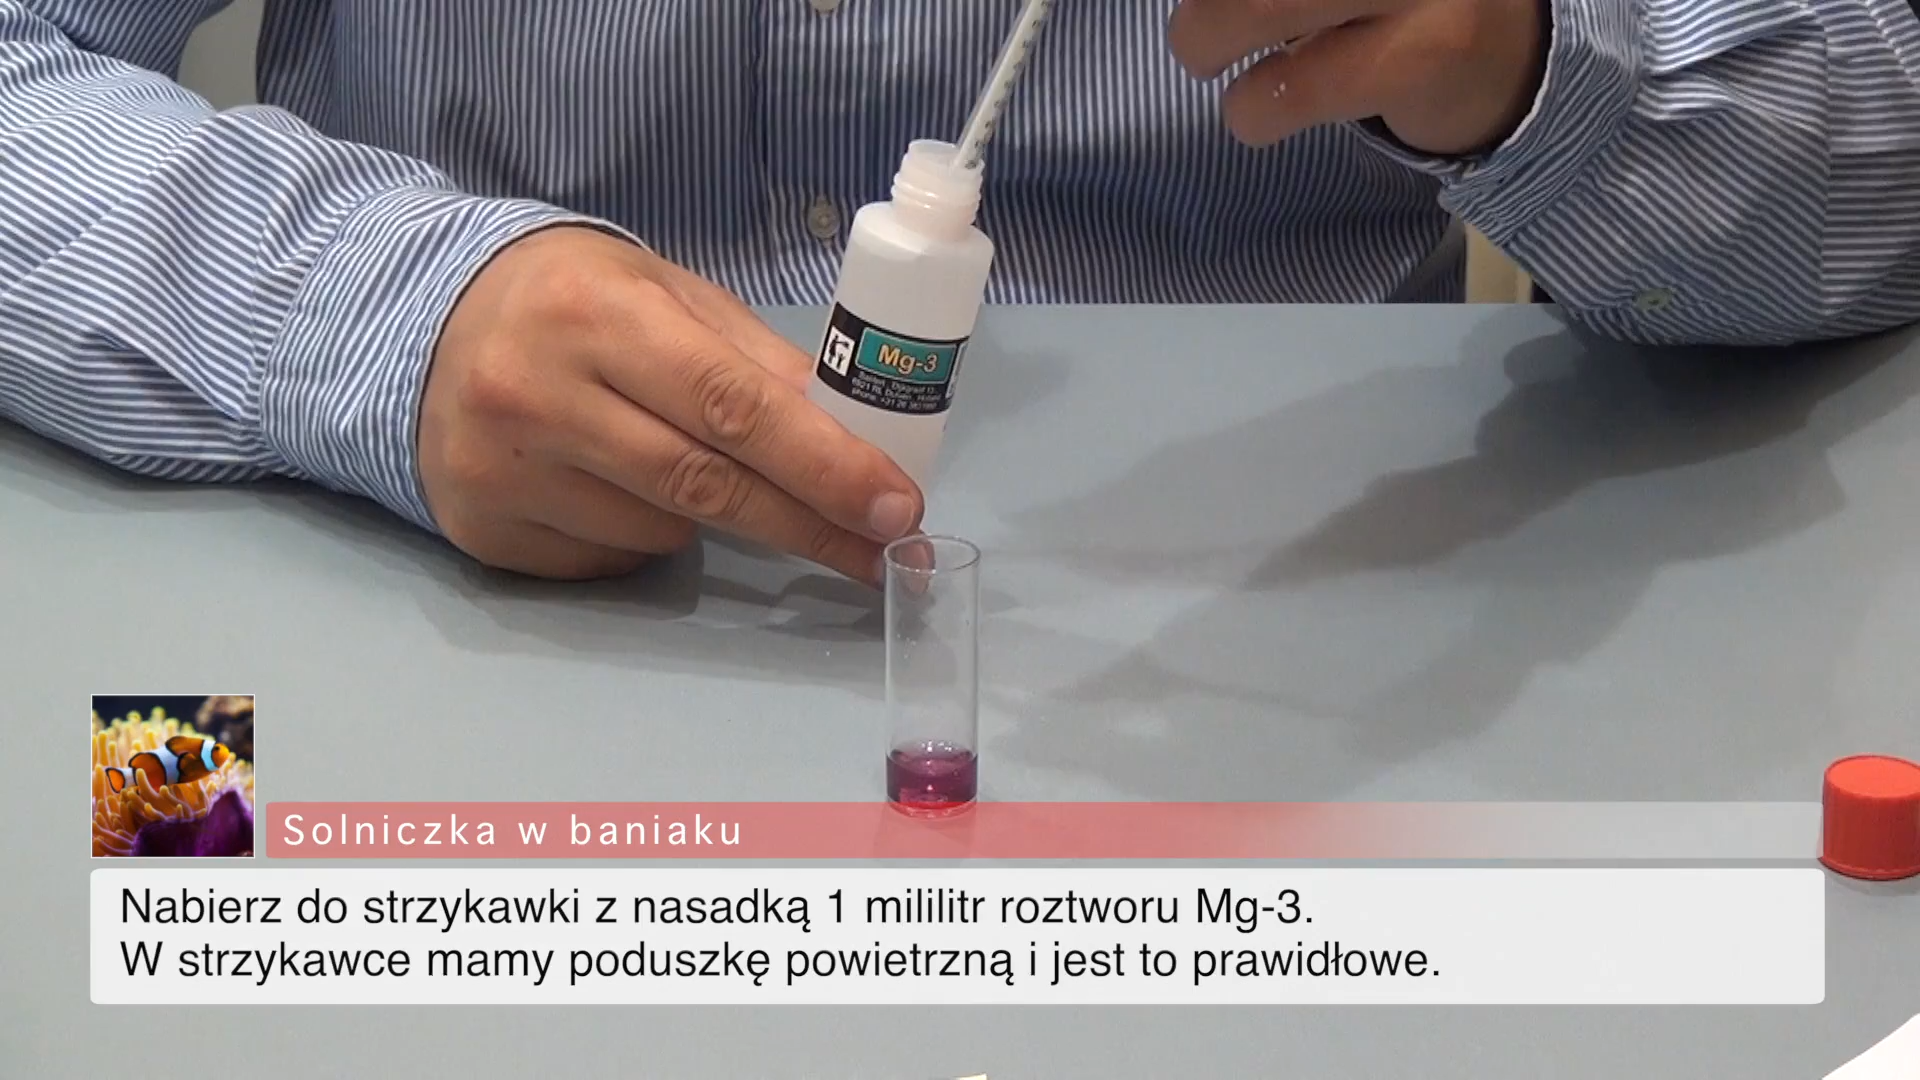 Mg-3
Solniczka w baniaku
Nabierz do strzykawki z nasadką 1 mililitr roztworu Mg-3.
W strzykawce mamy poduszkę powietrzną i jest to prawidłowe.